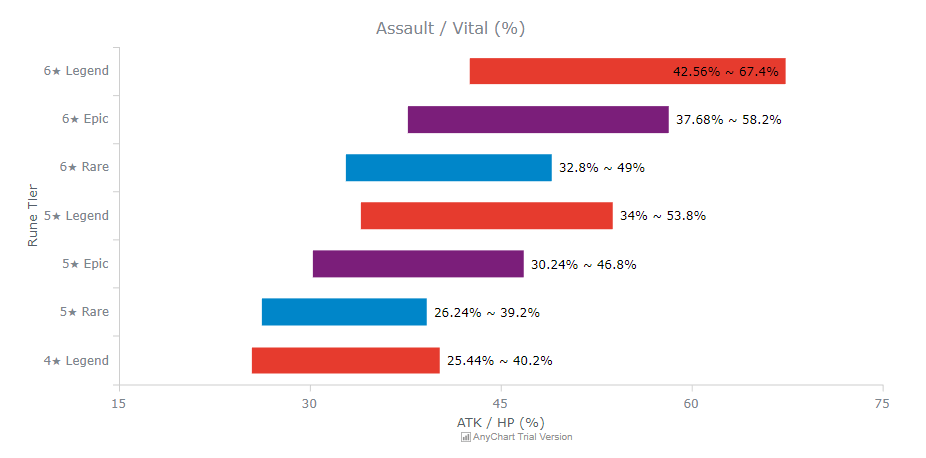 Assault / Vital (%)
6★ Legend
42.56% ~ 67.4%
6★ Epic
37.68% ~ 58.2%
6★ Rare
32.8% ~ 49%
Rune Tier
5★ Legend
34% ~ 53.8%
5★ Epic
30.24% ~ 46.8%
5★ Rare
26.24% ~ 39.2%
4★ Legend
25.44% ~ 40.2%
15 30 45 60 75
ATK / HP (%)
AnyChart Trial Version